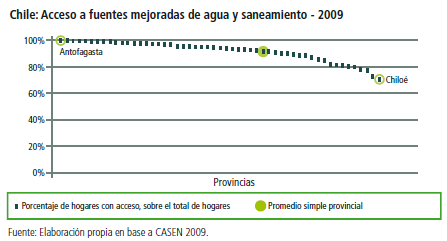 Chile: Acceso a fuentes mejoradas de agua y saneamiento - 2009
100%
Antofagasta
80%
Chiloé
60%
40%
20%
0%
Provincias
Porcentaje de hogares con acceso, sobre el total de hogares
Promedio simple provincial
Fuente: Elaboración propia en base a CASEN 2009.